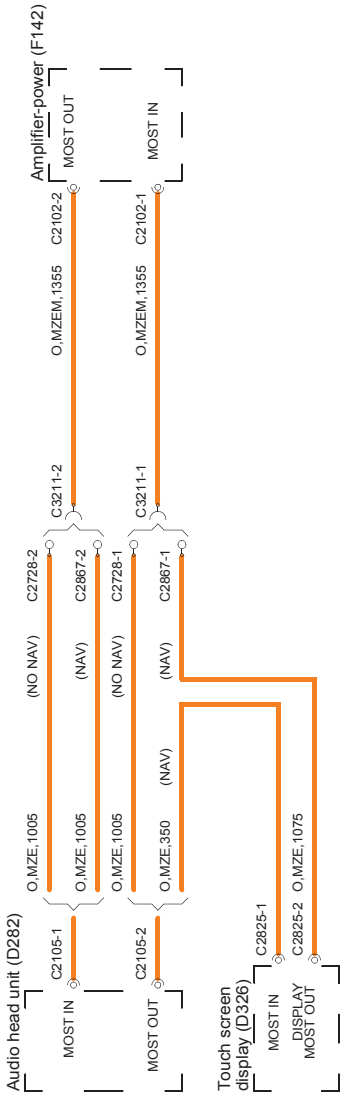 Audio head unit (D282)
MOST IN
MOST OUT
C2105-1
C2105-2
O,MZE,1005
O,MZE,1005
O,MZE,1005
O,MZE,350
(NO NAV)
(NAV)
(NO NAV)
(NAV)
(NAV)
C2728-2
C2867-2
C2728-1
C2867-1
C3211-2
C3211-1
O,MZEM,1355
O,MZEM,1355
C2102-2
C2102-1
Amplifier-power (F142)
MOST OUT
MOST IN
Touch screen
display (D326)
MOST IN
DISPLAY
MOST OUT
C2825-1
C2825-2
O,MZE,1075